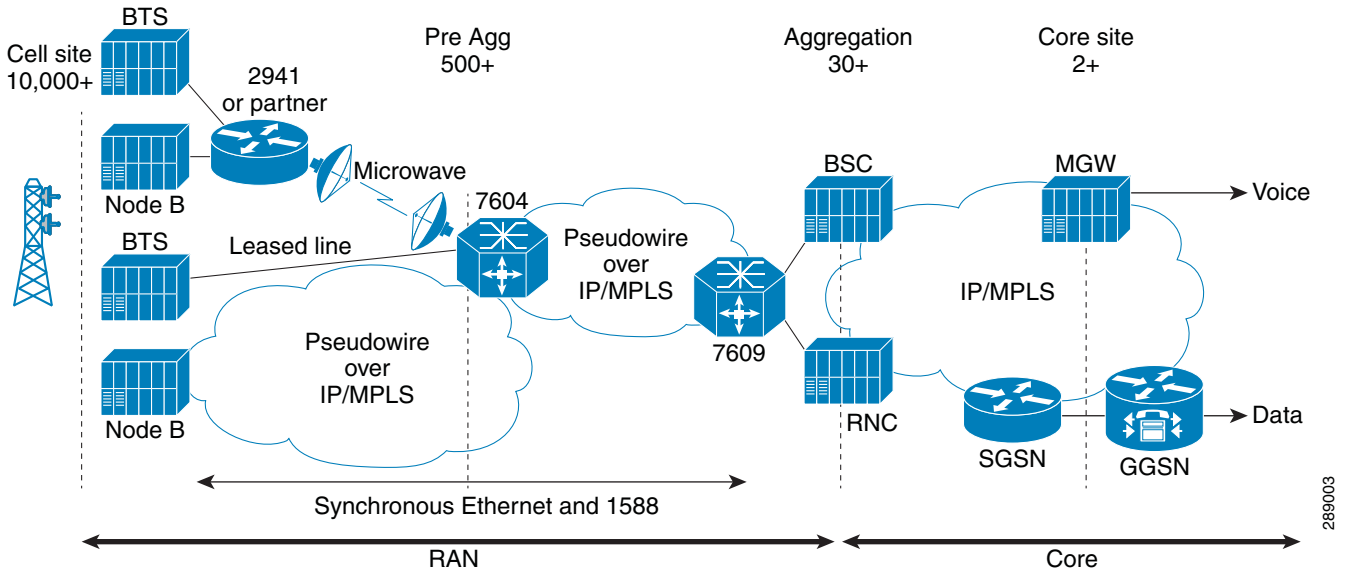 BTS
Cell site
10,000+
Pre Agg
500+
Aggregation
30+
Core site
2+
2941
or partner
Microwave
Node B
BTS
Leased line
7604
Pseudowire
over
IP/MPLS
7609
BSC
MGW
Voice
IP/MPLS
Pseudowire
over
IP/MPLS
Node B
RNC
SGSN
GGSN
Data
Synchronous Ethernet and 1588
RAN
Core
289003